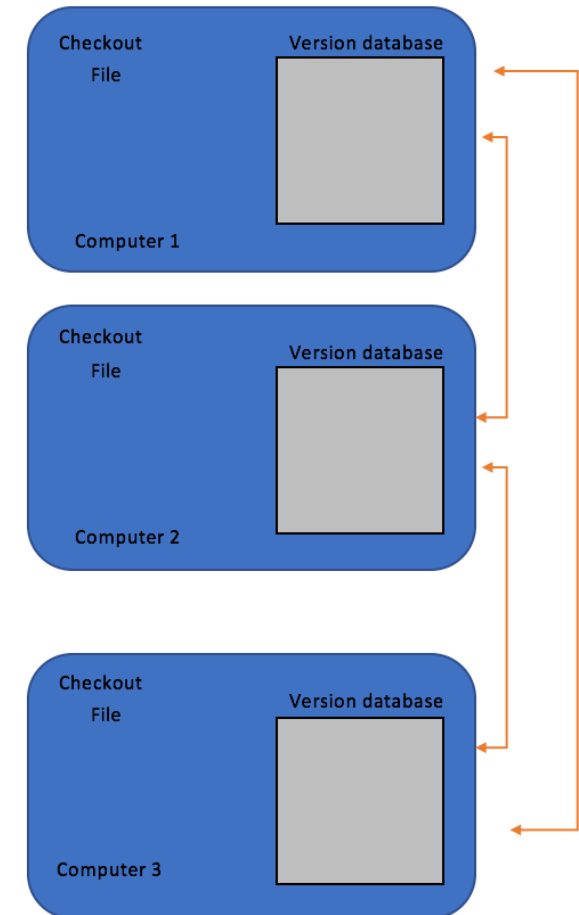 Checkout
File
Version database
Computer 1
Checkout
File
Version database
Computer 2
Checkout
File
Version database
Computer 3